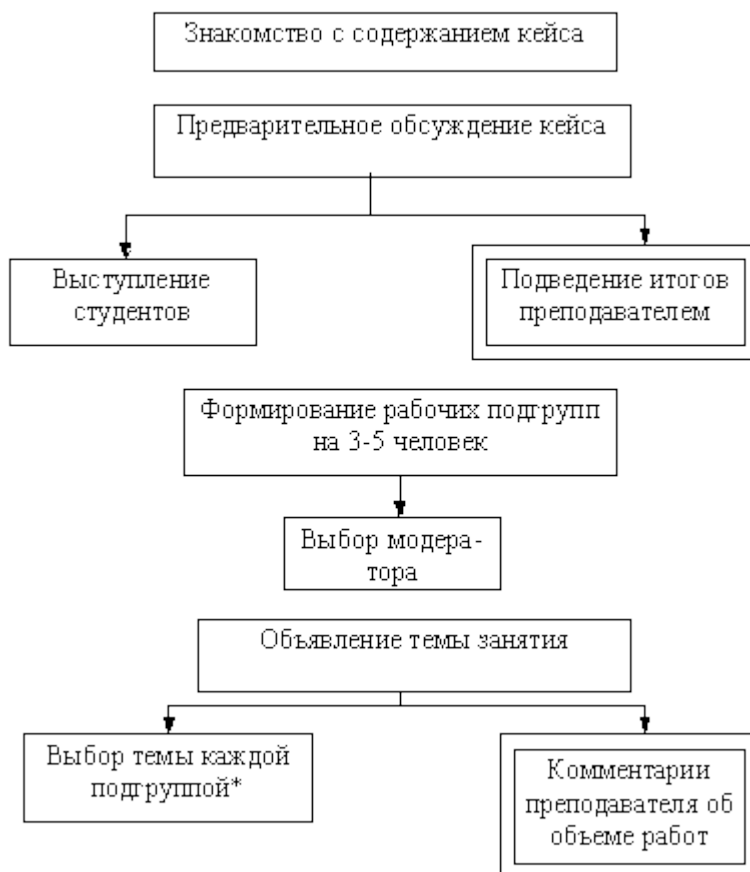 Знакомство с содержанием кейса
Предварительное обсуждение кейса
Выступление
студентов
Подведение итогов
преподавателем
Формирование рабочих подгрупп
на 3-5 человек
Выбор модера-
тора
Объявление темы занятия
Выбор темы каждой
подгруппой*
Комментарии
преподавателя об
объеме работ